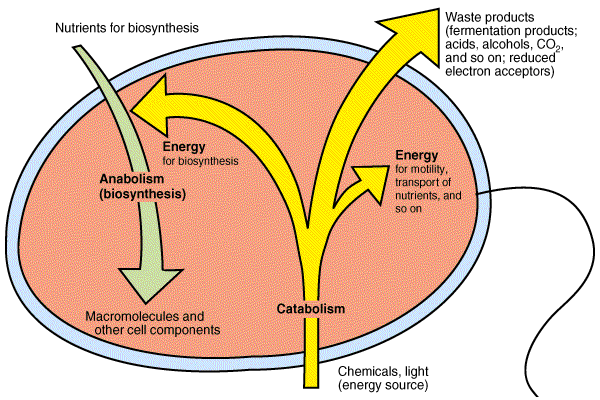 Nutrients for biosynthesis
Waste products
(fermentation products;
acids, alcohols, CO₂,
and so on; reduced
electron acceptors)
Energy
for biosynthesis
Energy
for motility,
transport of
nutrients, and
so on
Anabolism
(biosynthesis)
Macromolecules and
other cell components
Catabolism
Chemicals, light
(energy source)